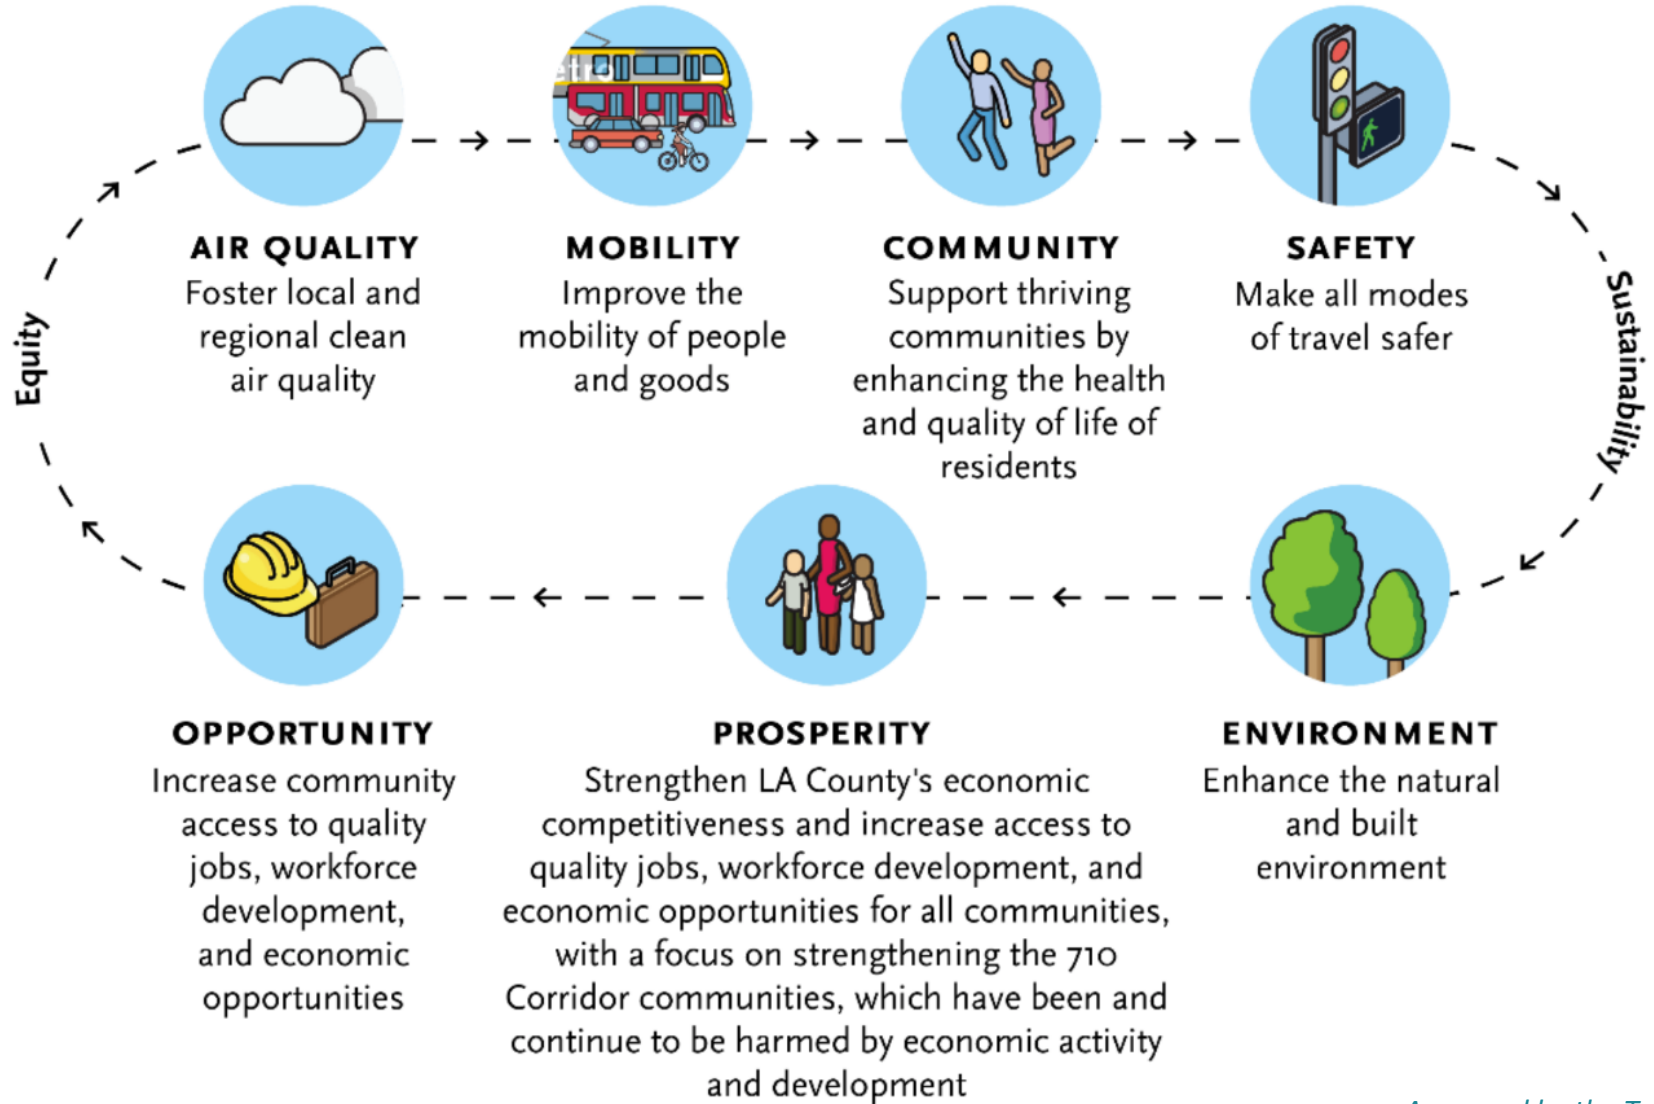 etro
AIR QUALITY
Foster local and
regional clean
air quality
MOBILITY
Improve the
mobility of people
and goods
COMMUNITY
Support thriving
communities by
enhancing the health
and quality of life of
residents
SAFETY
Make all modes
of travel safer
Sustainability
Equity
OPPORTUNITY
Increase community
access to quality
jobs, workforce
development,
and economic
opportunities
PROSPERITY
Strengthen LA County's economic
competitiveness and increase access to
quality jobs, workforce development, and
economic opportunities for all communities,
with a focus on strengthening the 710
Corridor communities, which have been and
continue to be harmed by economic activity
and development
ENVIRONMENT
Enhance the natural
and built
environment